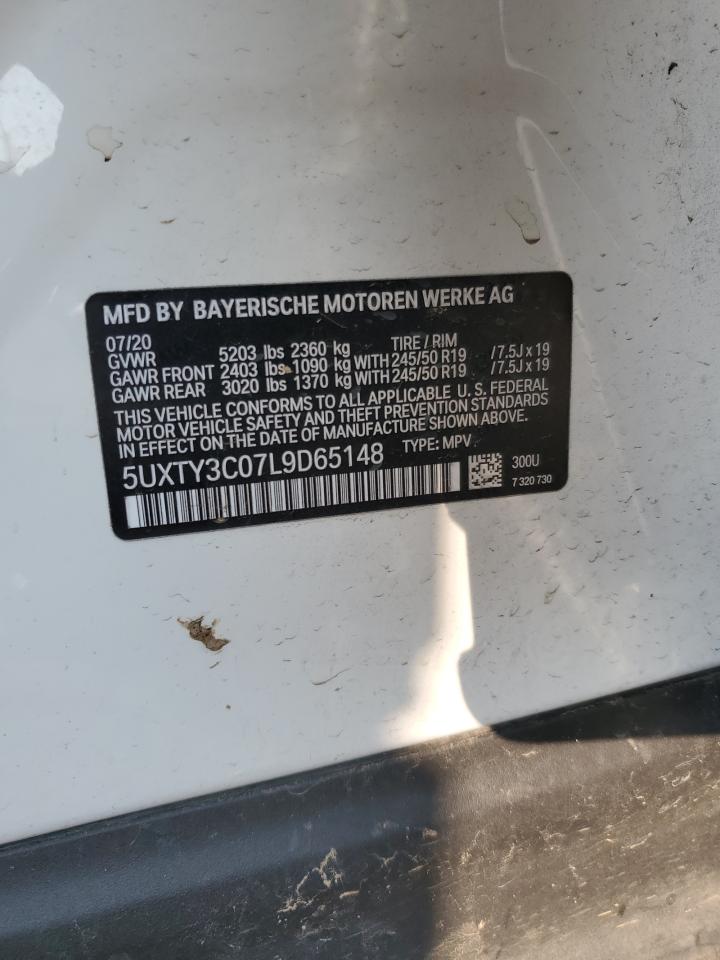 MFD BY BAYERISCHE MOTOREN WERKE AG
07/20
GVWR 5203 lbs 2360 kg TIRE / RIM
GAWR FRONT 2403 lbs 1090 kg WITH 245/50 R19 /7.5J x 19
GAWR REAR 3020 lbs 1370 kg WITH 245/50 R19 /7.5J x 19
THIS VEHICLE CONFORMS TO ALL APPLICABLE U.S. FEDERAL
MOTOR VEHICLE SAFETY AND THEFT PREVENTION STANDARDS
IN EFFECT ON THE DATE OF MANUFACTURE SHOWN ABOVE.
5UXTY3C07L9D65148 TYPE: MPV
300U
7 320 730